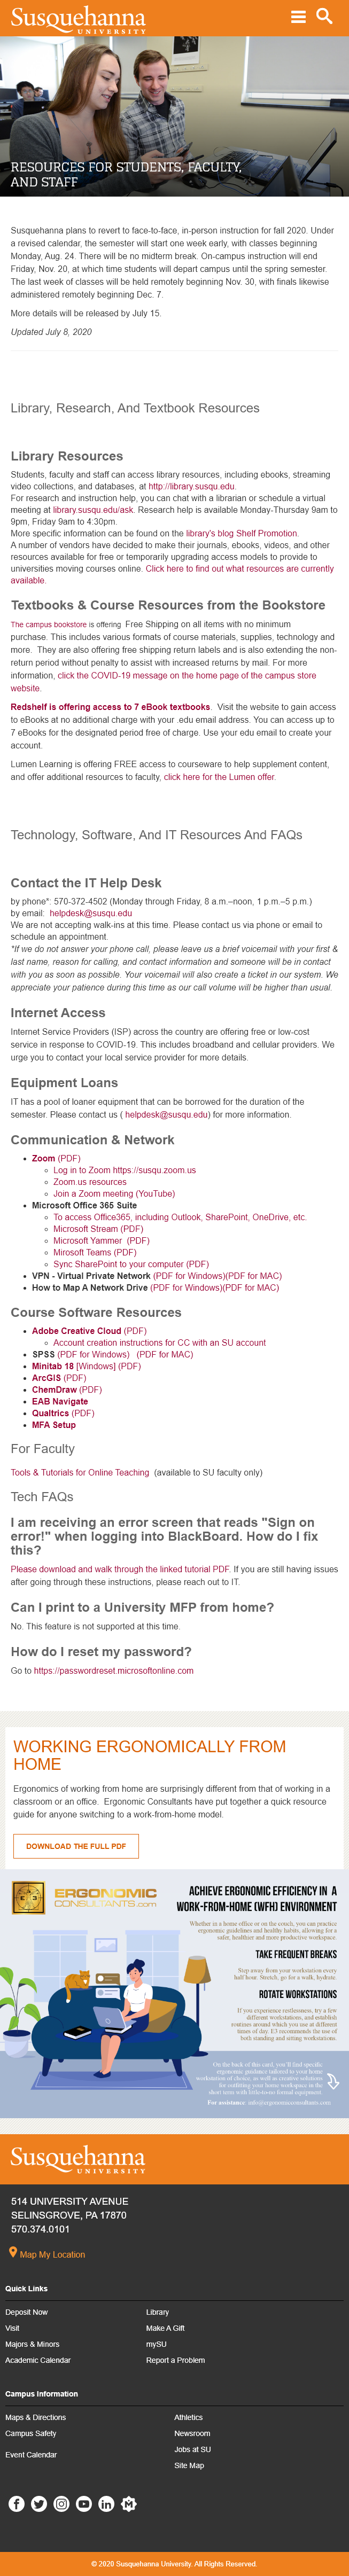 Susquehanna
UNIVERSITY
RESOURCES FOR STUDENTS, FACULTY,
AND STAFF
Susquehanna plans to revert to face-to-face, in-person instruction for fall 2020. Under
a revised calendar, the semester will start one week early, with classes beginning
Monday, Aug. 24. There will be no midterm break. On-campus instruction will end
Friday, Nov. 20, at which time students will depart campus until the spring semester.
The last week of classes will be held remotely beginning Nov. 30, with finals likewise
administered remotely beginning Dec. 7.
More details will be released by July 15.
Updated July 8, 2020
Library, Research, And Textbook Resources
Library Resources
Students, faculty and staff can access library resources, including ebooks, streaming
video collections, and databases, at http://library.susqu.edu.
For research and instruction help, you can chat with a librarian or schedule a virtual
meeting at library.susqu.edu/ask. Research help is available Monday-Thursday 9am to
9pm, Friday 9am to 4:30pm.
More specific information can be found on the library's blog Shelf Promotion.
A number of vendors have decided to make their journals, ebooks, videos, and other
resources available for free or temporarily upgrading access models to provide to
universities moving courses online. Click here to find out what resources are currently
available.
Textbooks & Course Resources from the Bookstore
The campus bookstore is offering  Free Shipping on all items with no minimum
purchase. This includes various formats of course materials, supplies, technology and
more.  They are also offering free shipping return labels and is also extending the non-
return period without penalty to assist with increased returns by mail. For more
information, click the COVID-19 message on the home page of the campus store
website.
Redshelf is offering access to 7 eBook textbooks.  Visit the website to gain access
to eBooks at no additional charge with your .edu email address. You can access up to
7 eBooks for the designated period free of charge. Use your edu email to create your
account.
Lumen Learning is offering FREE access to courseware to help supplement content,
and offer additional resources to faculty, click here for the Lumen offer.
Technology, Software, And IT Resources And FAQs
Contact the IT Help Desk
by phone*: 570-372-4502 (Monday through Friday, 8 a.m.–noon, 1 p.m.–5 p.m.)
by email:  helpdesk@susqu.edu
We are not accepting walk-ins at this time. Please contact us via phone or email to
schedule an appointment.
*If we do not answer your phone call, please leave us a brief voicemail with your first &
last name, reason for calling, and contact information and someone will be in contact
with you as soon as possible. Your voicemail will also create a ticket in our system. We
appreciate your patience during this time as our call volume will be higher than usual.
Internet Access
Internet Service Providers (ISP) across the country are offering free or low-cost
service in response to COVID-19. This includes broadband and cellular providers. We
urge you to contact your local service provider for more details.
Equipment Loans
IT has a pool of loaner equipment that can be borrowed for the duration of the
semester. Please contact us ( helpdesk@susqu.edu) for more information.
Communication & Network
Zoom (PDF)
Log in to Zoom https://susqu.zoom.us
Zoom.us resources
Join a Zoom meeting (YouTube)
Microsoft Office 365 Suite
To access Office365, including Outlook, SharePoint, OneDrive, etc.
Microsoft Stream (PDF)
Microsoft Yammer  (PDF)
Mirosoft Teams (PDF)
Sync SharePoint to your computer (PDF)
VPN - Virtual Private Network (PDF for Windows)(PDF for MAC)
How to Map A Network Drive (PDF for Windows)(PDF for MAC)
Course Software Resources
Adobe Creative Cloud (PDF)
Account creation instructions for CC with an SU account
SPSS (PDF for Windows)   (PDF for MAC)
Minitab 18 [Windows] (PDF)
ArcGIS (PDF)
ChemDraw (PDF)
EAB Navigate
Qualtrics (PDF)
MFA Setup
For Faculty
Tools & Tutorials for Online Teaching  (available to SU faculty only)
Tech FAQs
I am receiving an error screen that reads "Sign on
error!" when logging into BlackBoard. How do I fix
this?
Please download and walk through the linked tutorial PDF. If you are still having issues
after going through these instructions, please reach out to IT.
Can I print to a University MFP from home?
No. This feature is not supported at this time.
How do I reset my password?
Go to https://passwordreset.microsoftonline.com
WORKING ERGONOMICALLY FROM
HOME
Ergonomics of working from home are surprisingly different from that of working in a
classroom or an office.  Ergonomic Consultants have put together a quick resource
guide for anyone switching to a work-from-home model.
DOWNLOAD THE FULL PDF
ERGONOMIC
CONSULTANTS.COM
ACHIEVE ERGONOMIC EFFICIENCY IN A
WORK-FROM-HOME (WFH) ENVIRONMENT
Whether in a home office or on the couch, you can practice
ergonomic guidelines and healthy habits, allowing for a
safer, healthier and more productive workspace.
TAKE FREQUENT BREAKS
Step away from your workstation every
half hour. Stretch, go for a walk, hydrate.
ROTATE WORKSTATIONS
If you experience restlessness, try a few
different workstations, and establish
routines around which you use at different
times of day. E3 recommends the use of
both standing and sitting workstations.
On the back of this card, you'll find specific
ergonomic guidance tailored to your home
workstation of choice, as well as creative solutions
for outfitting your home workspace in the
short term with little-to-no formal equipment.
For assistance: info@ergonomicconsultants.com
Susquehanna
UNIVERSITY
514 UNIVERSITY AVENUE
SELINSGROVE, PA 17870
570.374.0101
Map My Location
Quick Links
Deposit Now
Library
Visit
Make A Gift
Majors & Minors
mySU
Academic Calendar
Report a Problem
Campus Information
Maps & Directions
Athletics
Campus Safety
Newsroom
Jobs at SU
Event Calendar
Site Map
© 2020 Susquehanna University. All Rights Reserved.